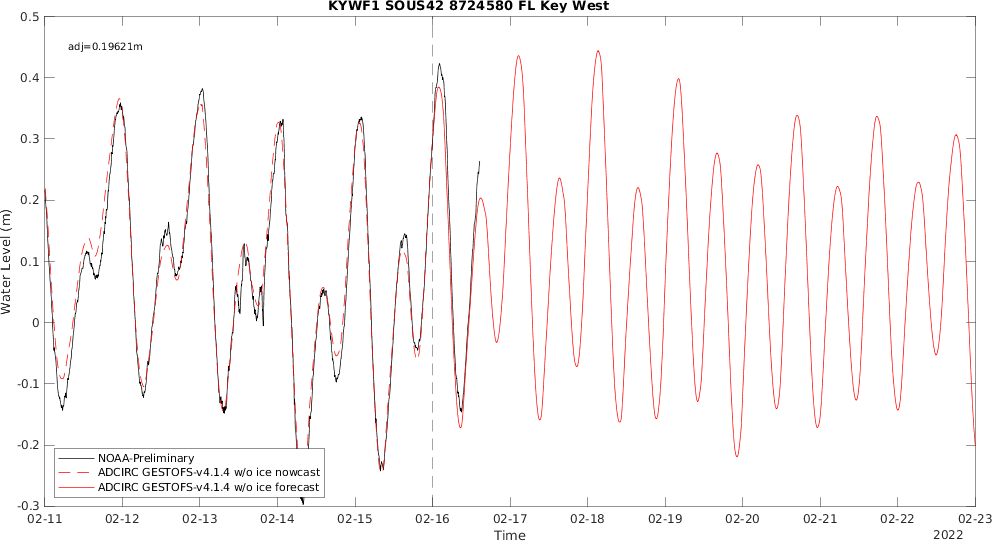 KYWF1 SOUS42 8724580 FL Key West
0.5
adj=0.19621m
0.4
0.3
0.2
0.1
0
-0.1
-0.2
-0.3
Water Level (m)
NOAA-Preliminary
ADCIRC GESTOFS-v4.1.4 w/o ice nowcast
ADCIRC GESTOFS-v4.1.4 w/o ice forecast
02-11 02-12 02-13 02-14 02-15 02-16 02-17 02-18 02-19 02-20 02-21 02-22 02-23
Time
2022